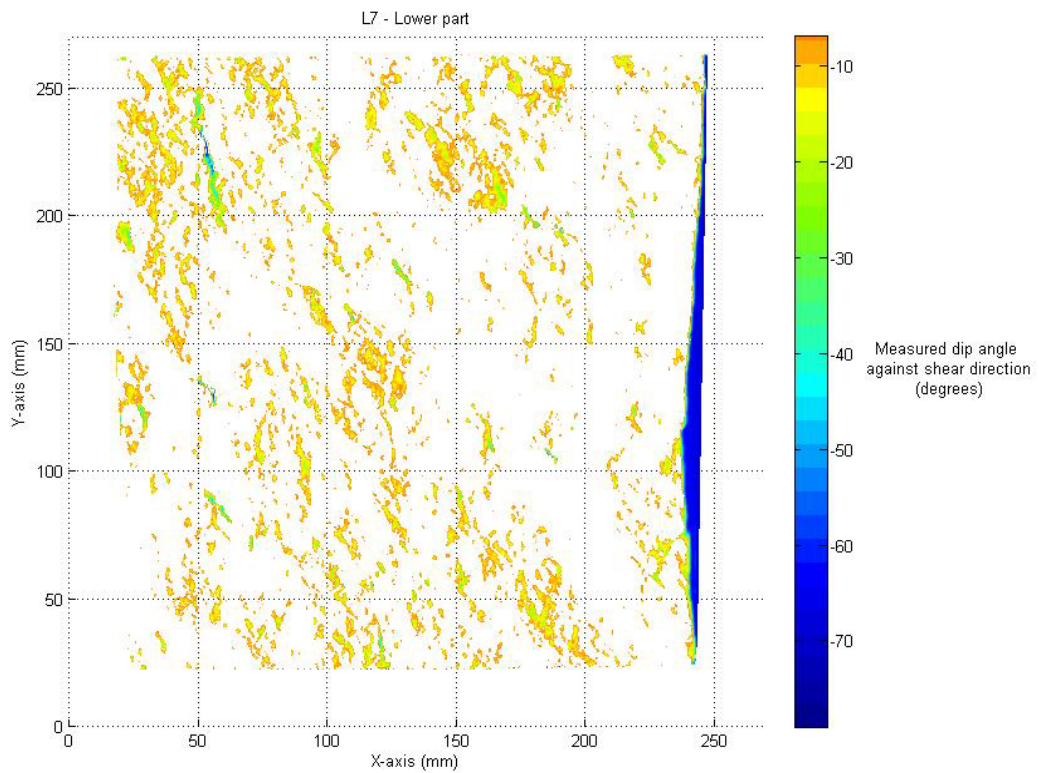 L7 - Lower part
250
200
150
100
50
0
Y-axis (mm)
0 50 100 150 200 250
X-axis (mm)
-10
-20
-30
-40
-50
-60
-70
Measured dip angle
against shear direction
(degrees)